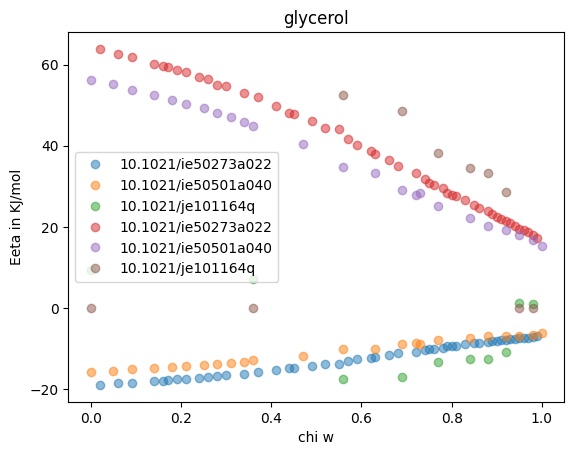 glycerol
Eeta in KJ/mol
60
40
20
0
−20
10.1021/ie50273a022
10.1021/ie50501a040
10.1021/je101164q
10.1021/ie50273a022
10.1021/ie50501a040
10.1021/je101164q
0.0 0.2 0.4 0.6 0.8 1.0
chi w